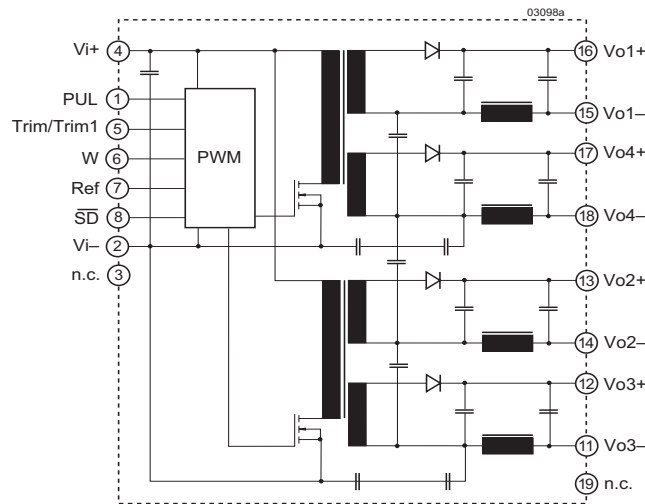 03098a
Vi+ 4
16 Vo1+
PUL 1
Trim/Trim1 5
15 Vo1–
W 6
PWM
17 Vo4+
Ref 7
SD 8
18 Vo4–
Vi– 2
n.c. 3
13 Vo2+
14 Vo2–
12 Vo3+
11 Vo3–
19 n.c.